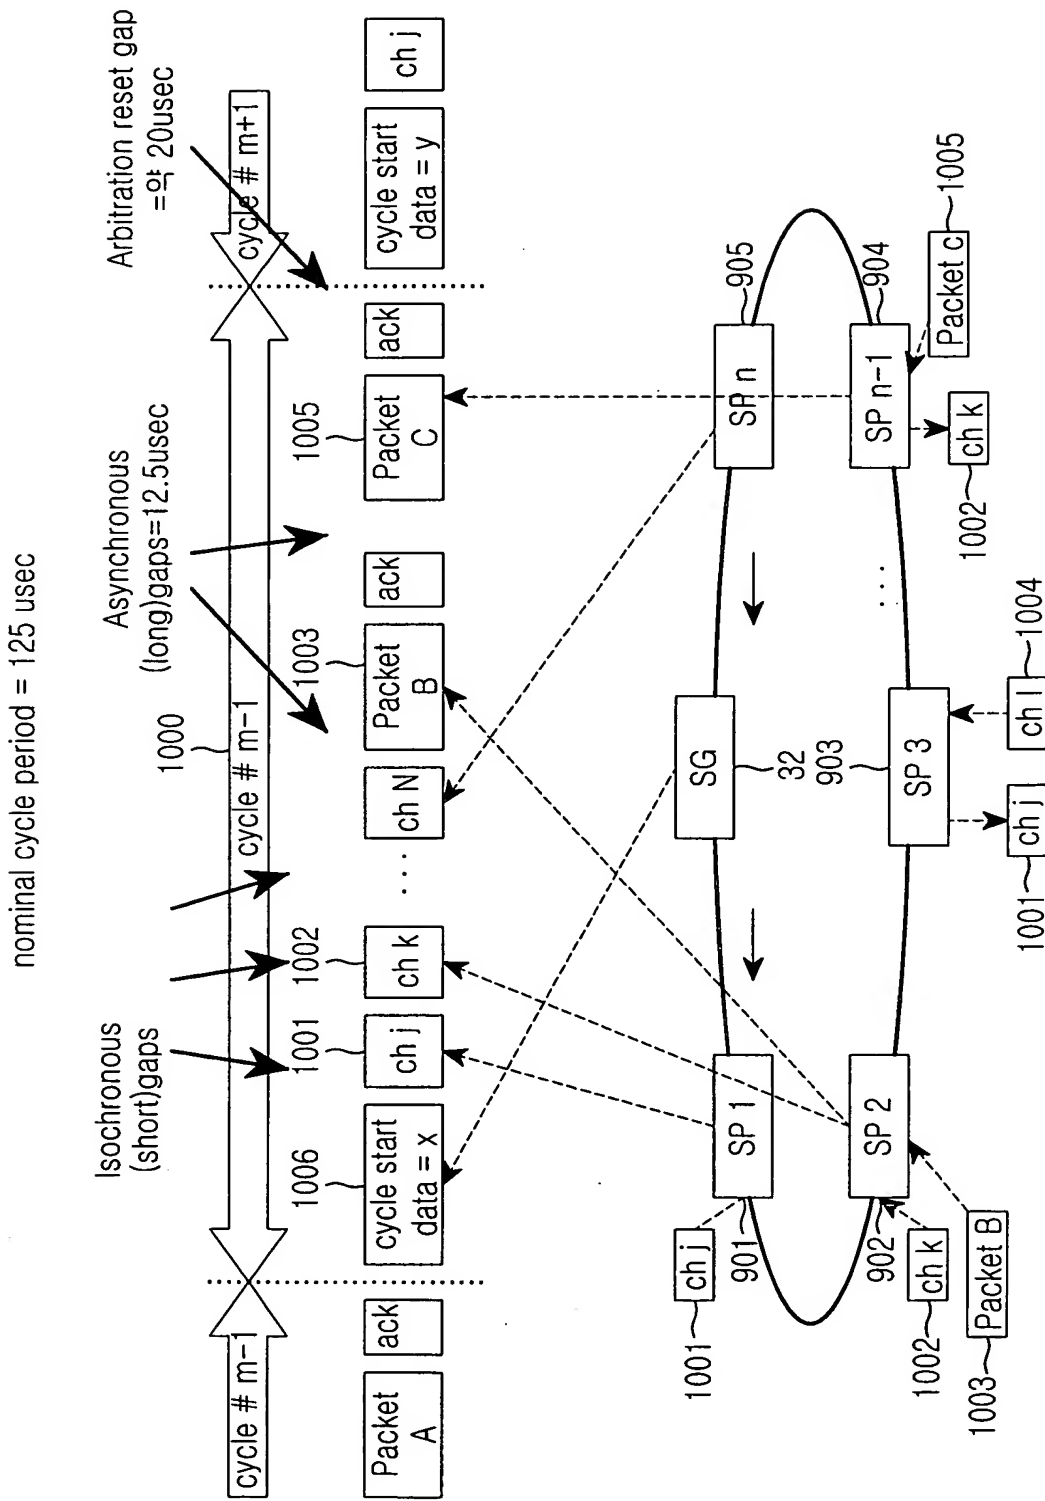 nominal cycle period = 125 usec
Isochronous
(short)gaps
Asynchronous
(long)gaps=12.5usec
Arbitration reset gap
=약 20usec
1000
cycle # m-1
cycle # m-1
cycle # m+1
1006
1001
1002
1003
1005
Packet
A
ack
cycle start
data = x
ch j
ch k
...
ch N
Packet
B
ack
Packet
C
ack
cycle start
data = y
ch j
ch j
1001
SP 1
901
SG
32
SP n
905
SP 2
902
SP 3
903
...
SP n-1
904
ch k
1002
Packet B
1003
ch j
1001
ch l
1004
ch k
1002
Packet c
1005